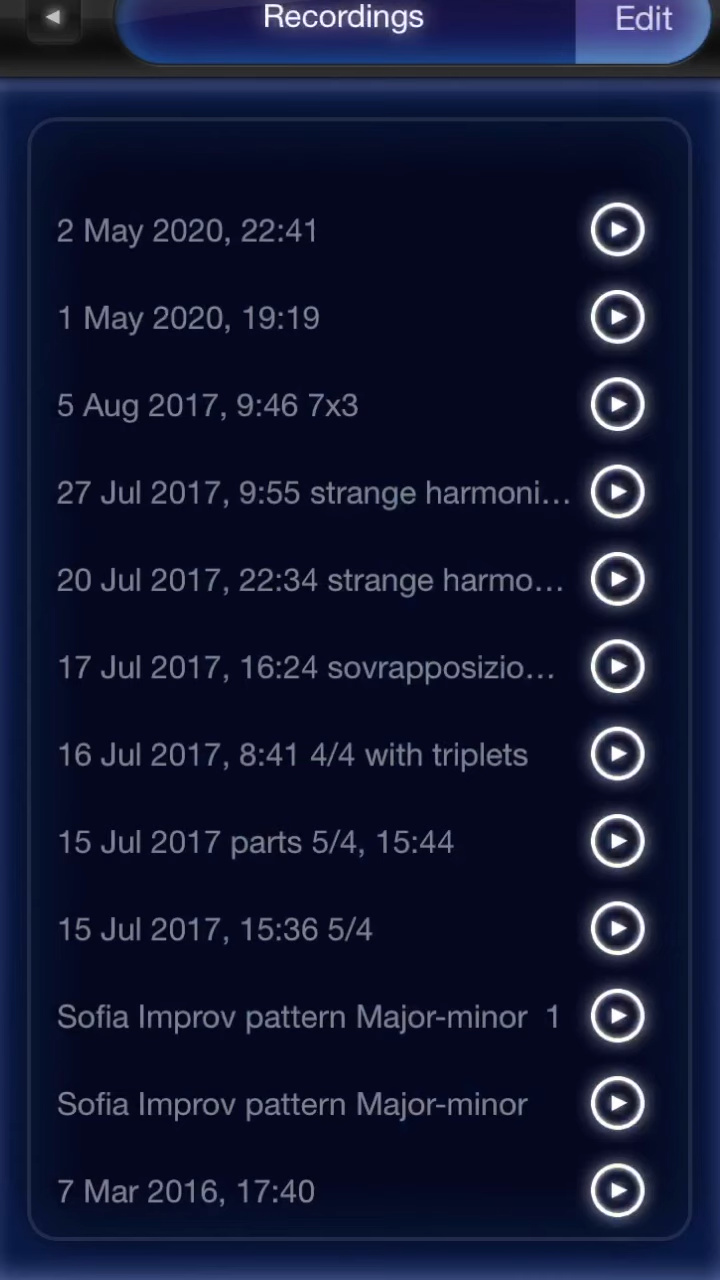 Recordings
Edit
2 May 2020, 22:41
1 May 2020, 19:19
5 Aug 2017, 9:46 7x3
27 Jul 2017, 9:55 strange harmoni...
20 Jul 2017, 22:34 strange harmo...
17 Jul 2017, 16:24 sovrapposizio...
16 Jul 2017, 8:41 4/4 with triplets
15 Jul 2017 parts 5/4, 15:44
15 Jul 2017, 15:36 5/4
Sofia Improv pattern Major-minor  1
Sofia Improv pattern Major-minor
7 Mar 2016, 17:40